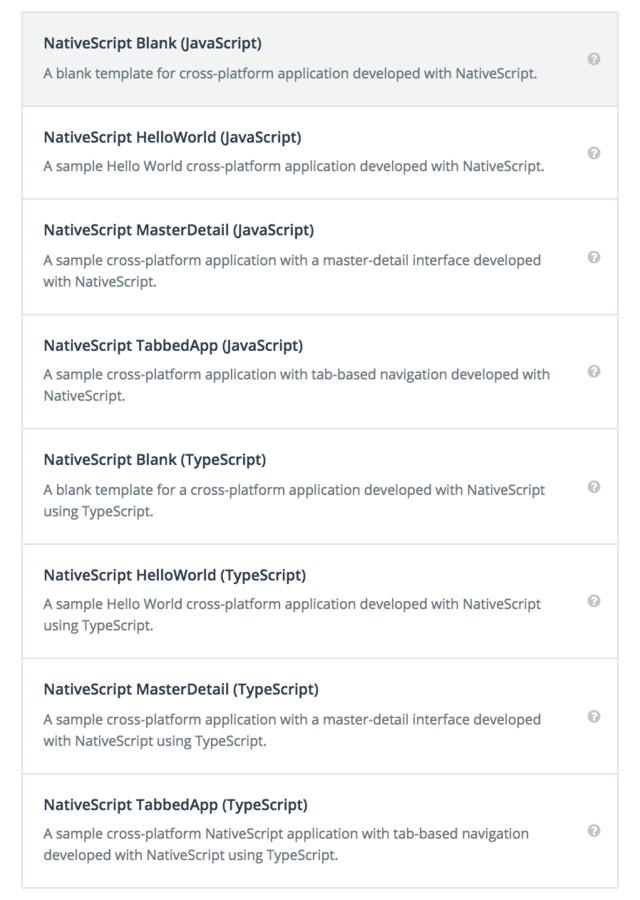 NativeScript Blank (JavaScript)
A blank template for cross-platform application developed with NativeScript.
NativeScript HelloWorld (JavaScript)
A sample Hello World cross-platform application developed with NativeScript.
NativeScript MasterDetail (JavaScript)
A sample cross-platform application with a master-detail interface developed
with NativeScript.
NativeScript TabbedApp (JavaScript)
A sample cross-platform application with tab-based navigation developed with
NativeScript.
NativeScript Blank (TypeScript)
A blank template for a cross-platform application developed with NativeScript
using TypeScript.
NativeScript HelloWorld (TypeScript)
A sample Hello World cross-platform application developed with NativeScript
using TypeScript.
NativeScript MasterDetail (TypeScript)
A sample cross-platform application with a master-detail interface developed
with NativeScript using TypeScript.
NativeScript TabbedApp (TypeScript)
A sample cross-platform NativeScript application with tab-based navigation
developed with NativeScript using TypeScript.